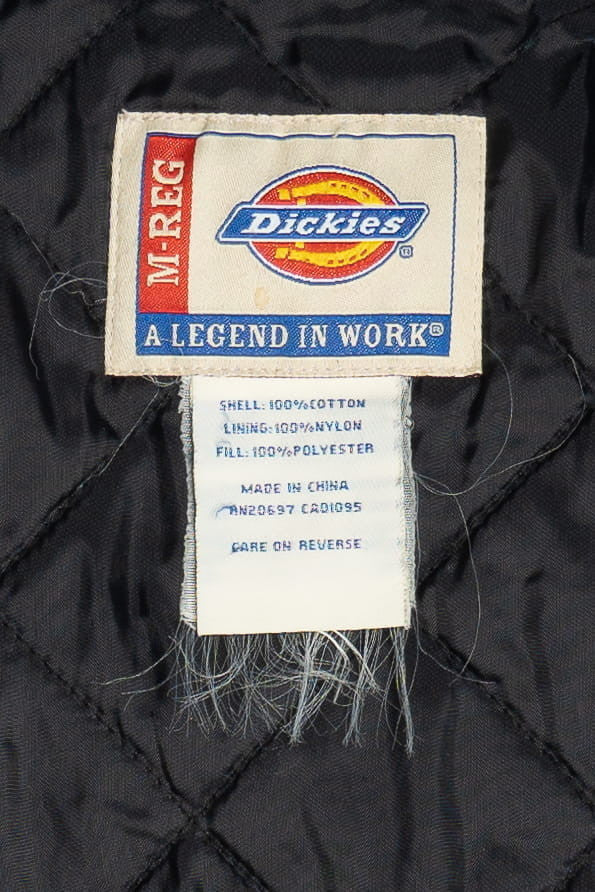 M-REG
Dickies®
A LEGEND IN WORK®
SHELL: 100% COTTON
LINING: 100% NYLON
FILL: 100% POLYESTER
MADE IN CHINA
RN20697 CA01095
CARE ON REVERSE